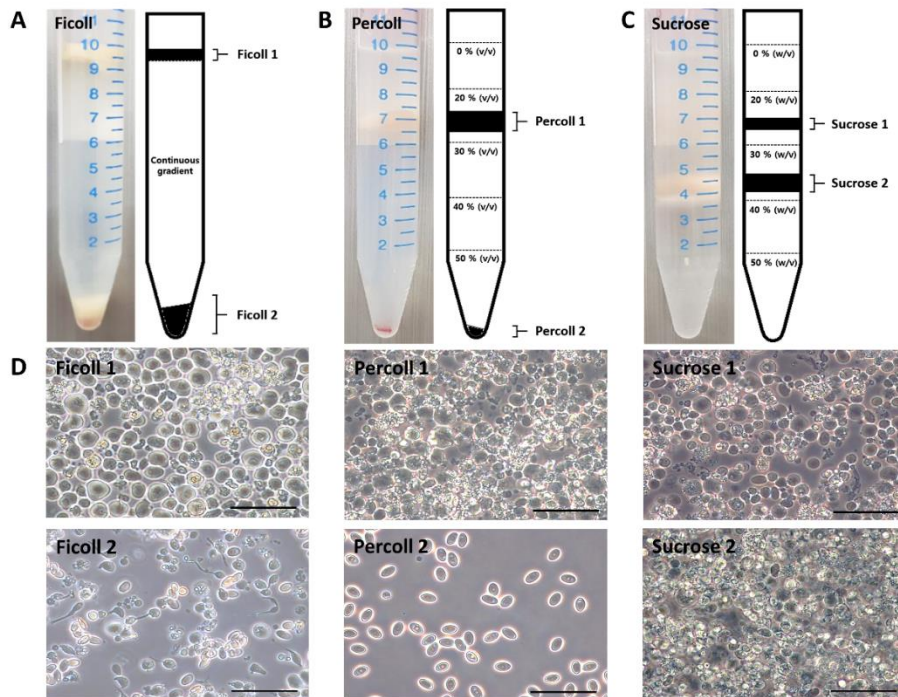 A
Ficoll
11
10
9
8
7
6
5
4
3
2
Continuous
gradient
Ficoll 1
Ficoll 2
B
Percoll
11
10
9
8
7
6
5
4
3
2
0 % (v/v)
20 % (v/v)
30 % (v/v)
40 % (v/v)
50 % (v/v)
Percoll 1
Percoll 2
C
Sucrose
11
10
9
8
7
6
5
4
3
2
0 % (w/v)
20 % (w/v)
30 % (w/v)
40 % (w/v)
50 % (w/v)
Sucrose 1
Sucrose 2
D
Ficoll 1
Percoll 1
Sucrose 1
Ficoll 2
Percoll 2
Sucrose 2